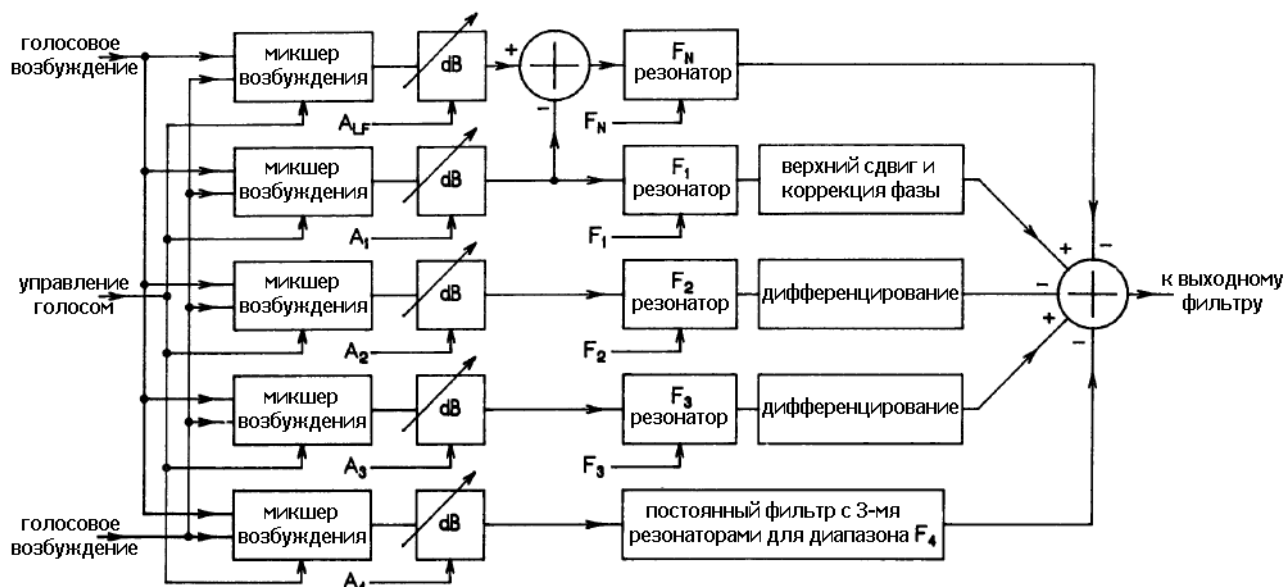 голосовое
возбуждение
микшер
возбуждения
dB
A_LF
+
−
F_N
резонатор
F_N
микшер
возбуждения
dB
A_1
F_1
резонатор
F_1
верхний сдвиг и
коррекция фазы
+
−
управление
голосом
микшер
возбуждения
dB
A_2
F_2
резонатор
F_2
дифференцирование
−
+
−
к выходному
фильтру
микшер
возбуждения
dB
A_3
F_3
резонатор
F_3
дифференцирование
голосовое
возбуждение
микшер
возбуждения
dB
A_4
постоянный фильтр с 3-мя
резонаторами для диапазона F_4